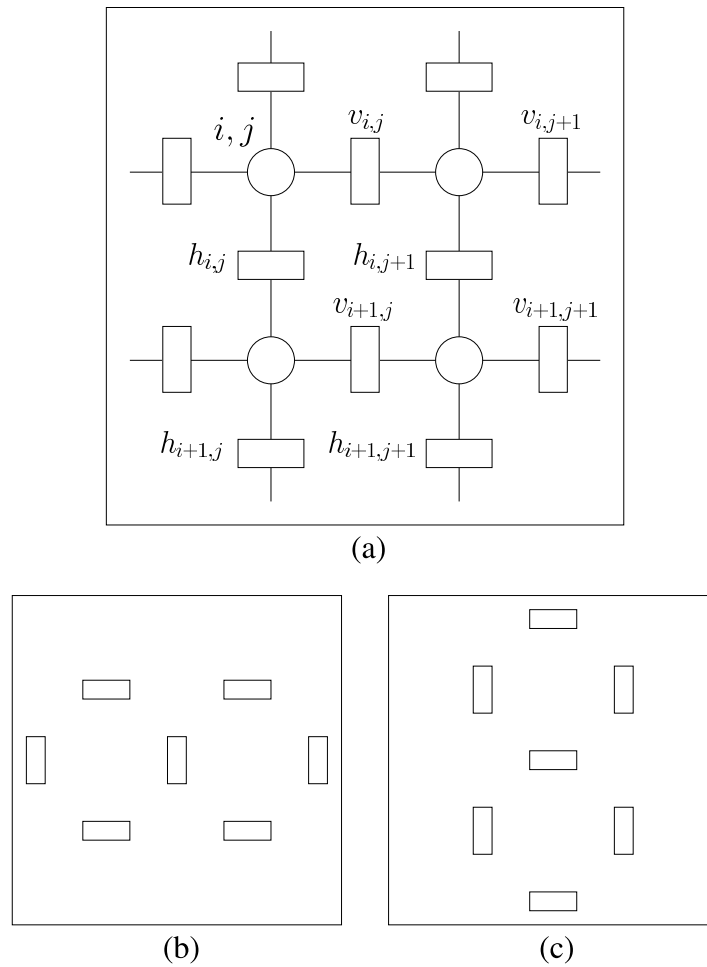 i, j
v_{i,j}
v_{i,j+1}
h_{i,j}
h_{i,j+1}
v_{i+1,j}
v_{i+1,j+1}
h_{i+1,j}
h_{i+1,j+1}
(a)
(b)
(c)